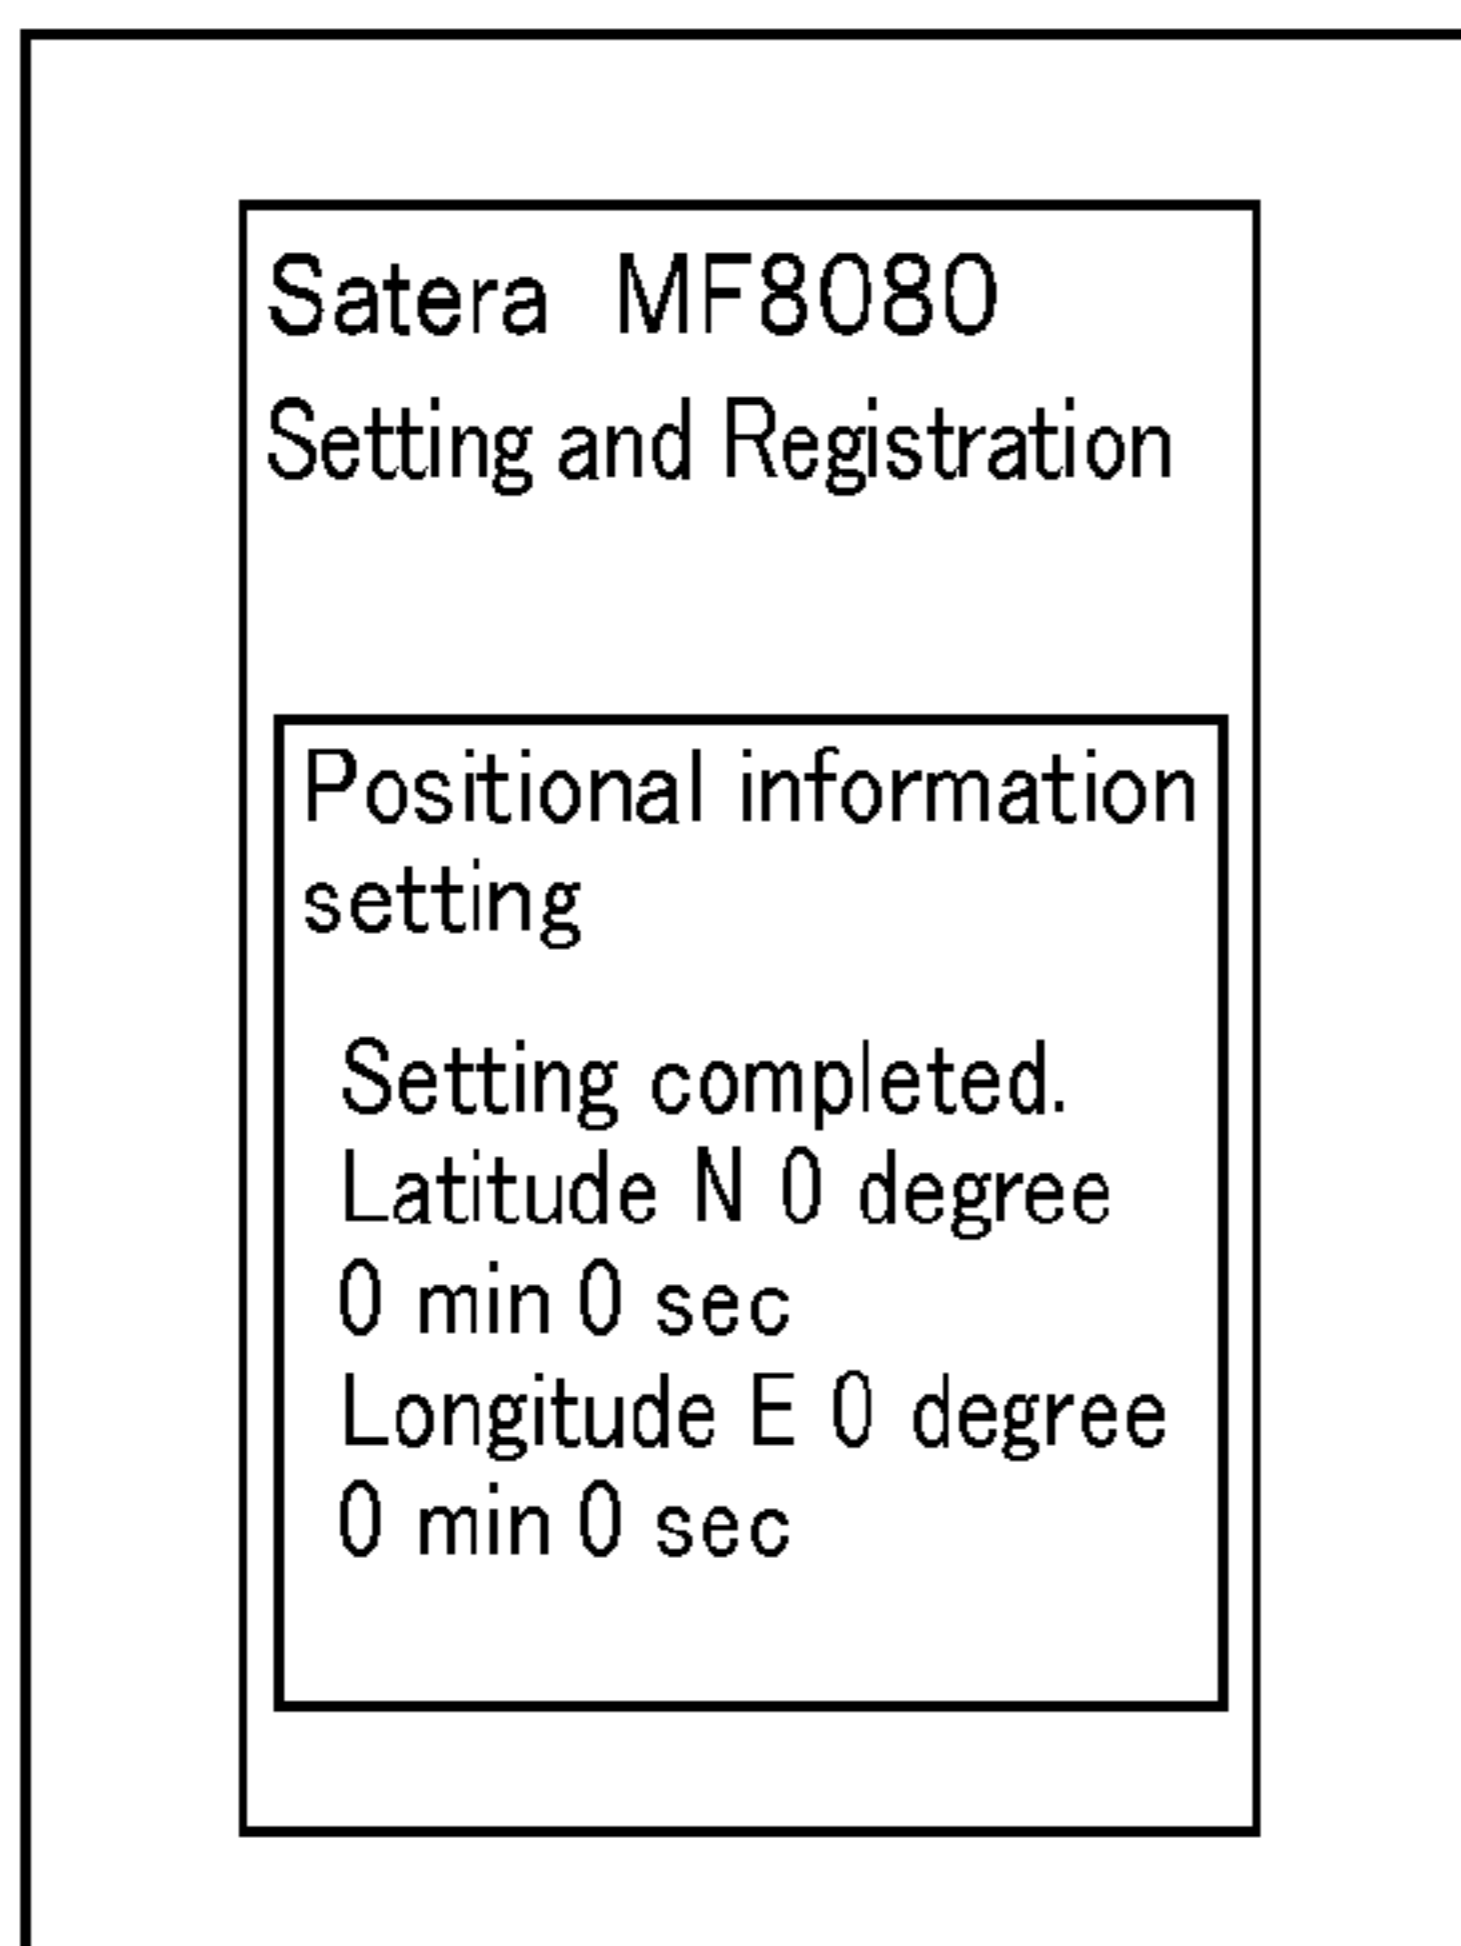 Satera MF8080
Setting and Registration
Positional information
setting
Setting completed.
Latitude N 0 degree
0 min 0 sec
Longitude E 0 degree
0 min 0 sec